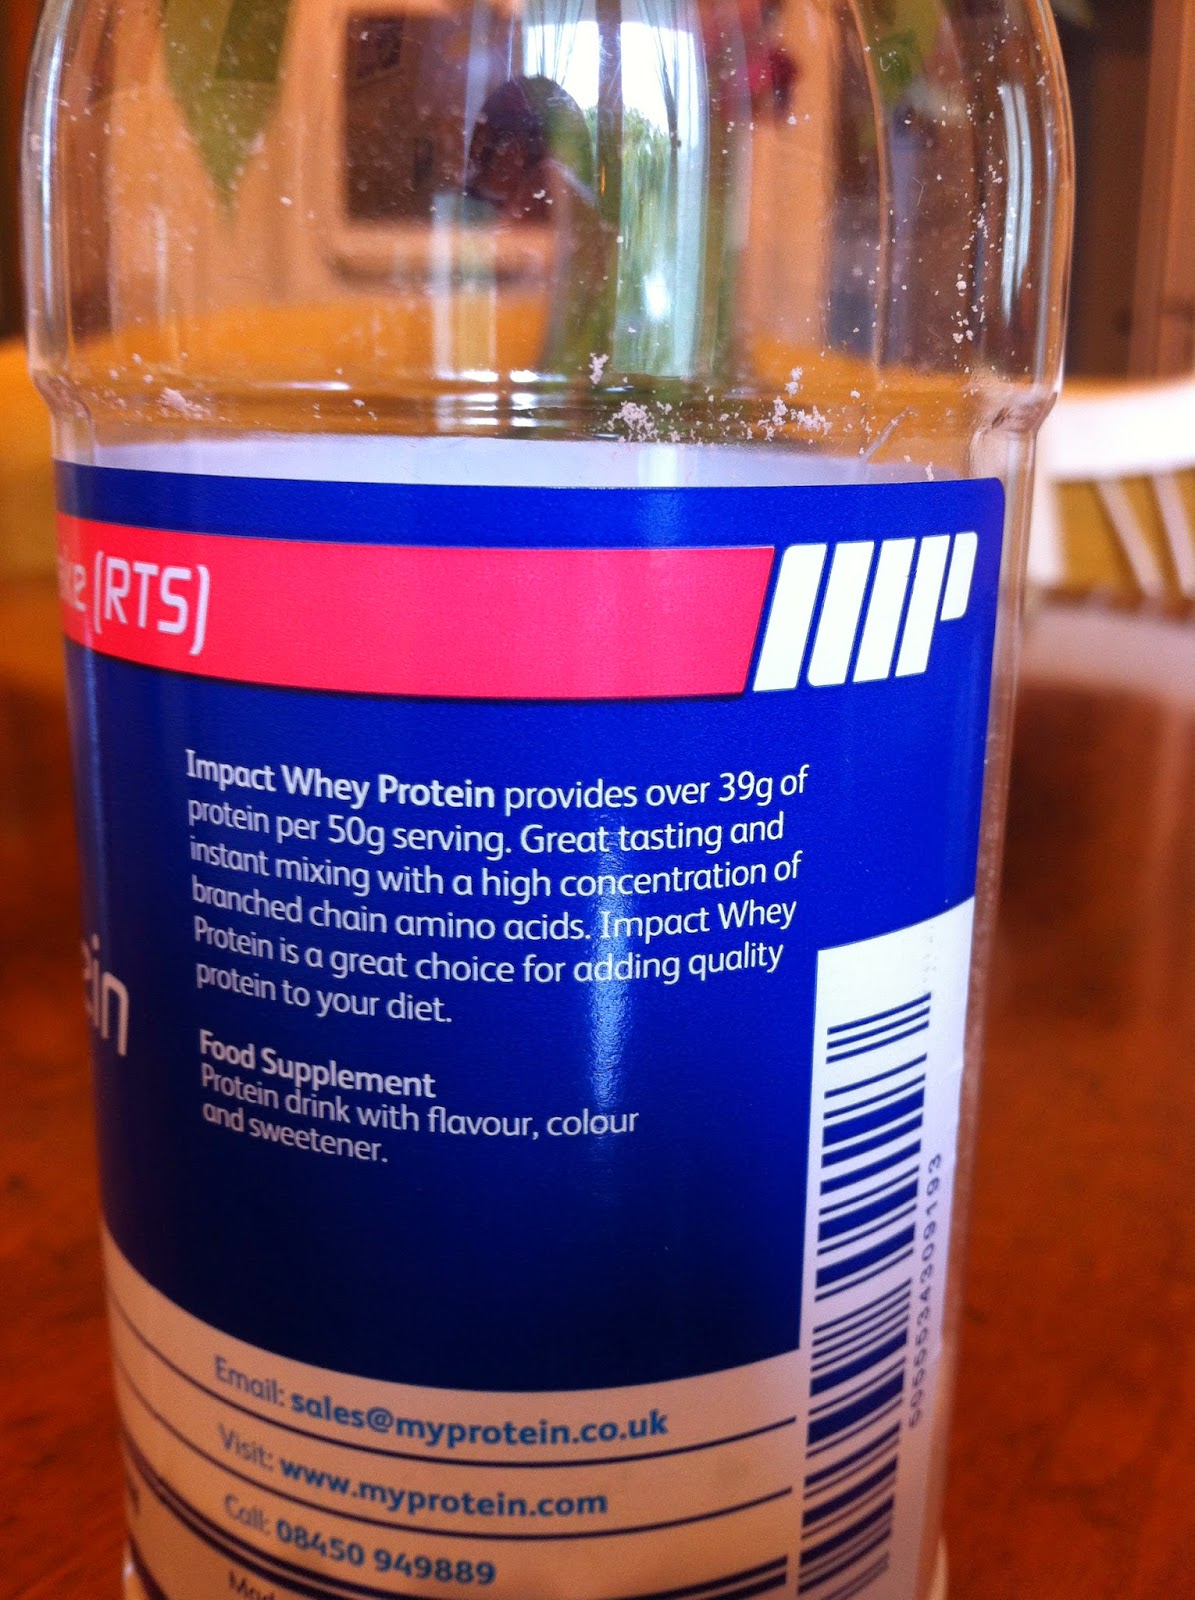 (RTS)
Impact Whey Protein provides over 39g of
protein per 50g serving. Great tasting and
instant mixing with a high concentration of
branched chain amino acids. Impact Whey
Protein is a great choice for adding quality
protein to your diet.
Food Supplement
Protein drink with flavour, colour
and sweetener.
Email: sales@myprotein.co.uk
Visit: www.myprotein.com
Call: 08450 949889